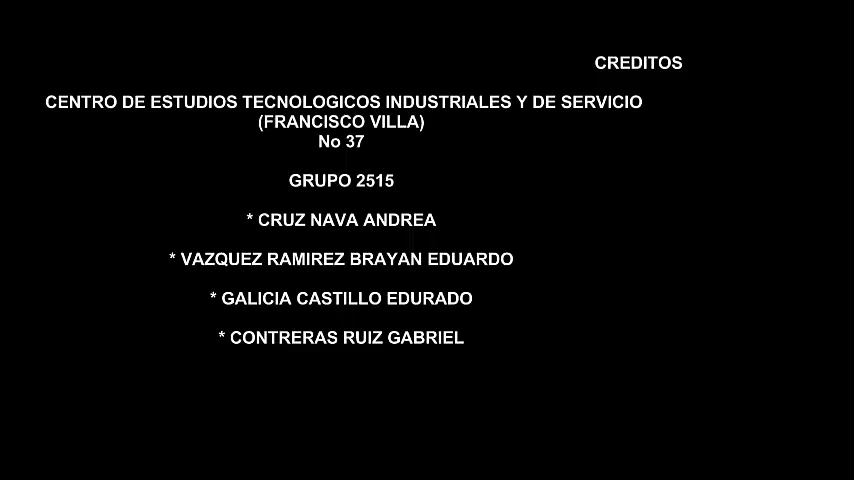 CREDITOS
CENTRO DE ESTUDIOS TECNOLOGICOS INDUSTRIALES Y DE SERVICIO
(FRANCISCO VILLA)
No 37
GRUPO 2515
* CRUZ NAVA ANDREA
* VAZQUEZ RAMIREZ BRAYAN EDUARDO
* GALICIA CASTILLO EDURADO
* CONTRERAS RUIZ GABRIEL